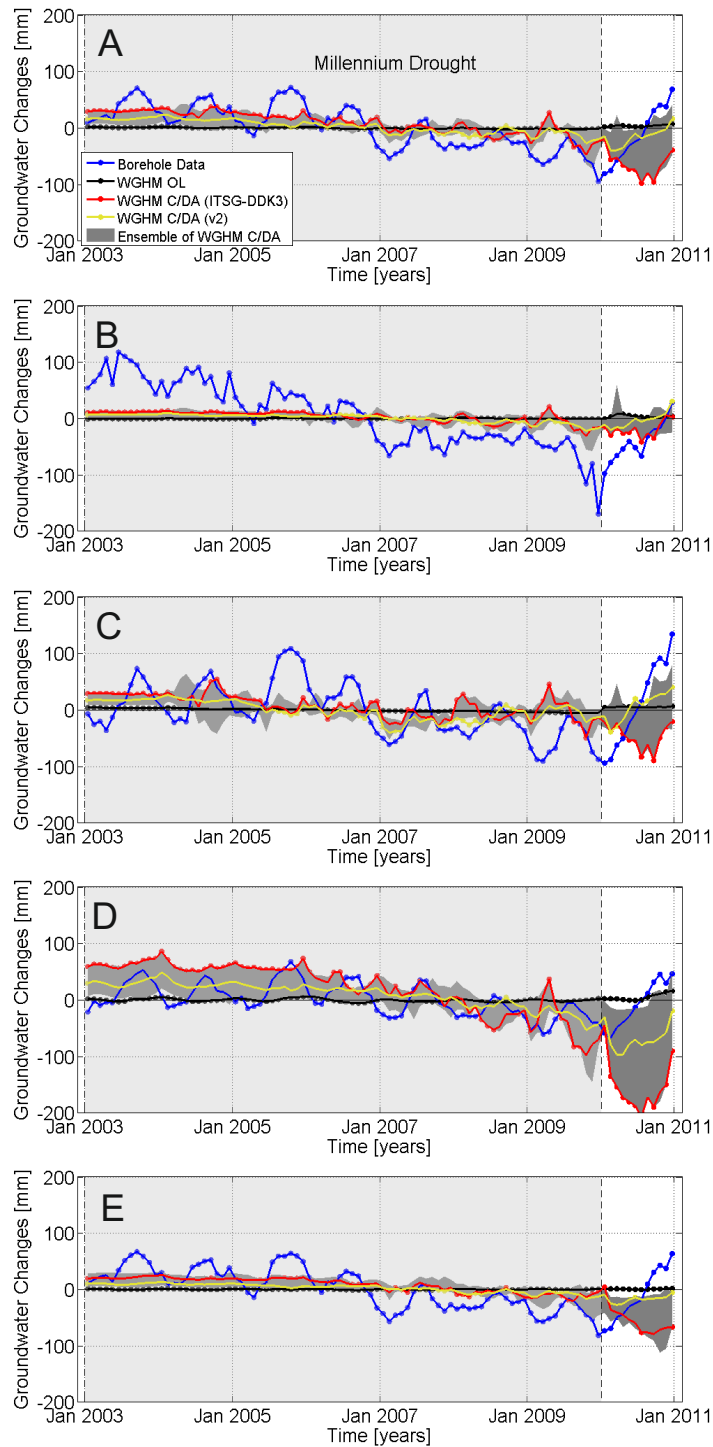 A
Millennium Drought
Groundwater Changes [mm]
200
100
0
-100
-200
Borehole Data
WGHM OL
WGHM C/DA (ITSG-DDK3)
WGHM C/DA (v2)
Ensemble of WGHM C/DA
Jan 2003 Jan 2005 Jan 2007 Jan 2009 Jan 2011
Time [years]
B
Groundwater Changes [mm]
200
100
0
-100
-200
Jan 2003 Jan 2005 Jan 2007 Jan 2009 Jan 2011
Time [years]
C
Groundwater Changes [mm]
200
100
0
-100
-200
Jan 2003 Jan 2005 Jan 2007 Jan 2009 Jan 2011
Time [years]
D
Groundwater Changes [mm]
200
100
0
-100
-200
Jan 2003 Jan 2005 Jan 2007 Jan 2009 Jan 2011
Time [years]
E
Groundwater Changes [mm]
200
100
0
-100
-200
Jan 2003 Jan 2005 Jan 2007 Jan 2009 Jan 2011
Time [years]